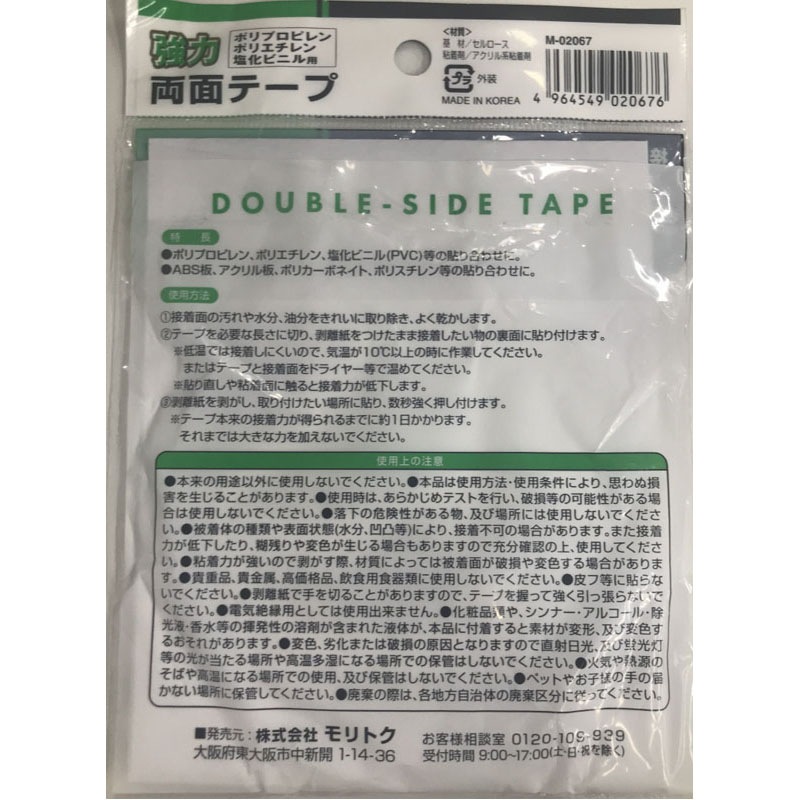 強力
ポリプロピレン
ポリエチレン
塩化ビニル用
両面テープ
<材質>
基 材/セルロース
粘着剤/アクリル系粘着剤
プラ 外装
MADE IN KOREA
M-02067
4 964549 020676
DOUBLE-SIDE TAPE
特 長
●ポリプロピレン、ポリエチレン、塩化ビニル(PVC)等の貼り合わせに。
●ABS板、アクリル板、ポリカーボネイト、ポリスチレン等の貼り合わせに。
使用方法
①接着面の汚れや水分、油分をきれいに取り除き、よく乾かします。
②テープを必要な長さに切り、剥離紙をつけたまま接着したい物の裏面に貼り付けます。
※低温では接着しにくいので、気温が10℃以上の時に作業してください。
またはテープと接着面をドライヤー等で温めてください。
※貼り直しや粘着面に触ると接着力が低下します。
③剥離紙を剥がし、取り付けたい場所に貼り、数秒強く押し付けます。
※テープ本来の接着力が得られるまでに約1日かかります。
それまでは大きな力を加えないでください。
使用上の注意
●本来の用途以外に使用しないでください。●本品は使用方法・使用条件により、思わぬ損
害を生じることがあります。●使用時は、あらかじめテストを行い、破損等の可能性がある場
合は使用しないでください。●落下の危険性がある物、及び場所には使用しないでくださ
い。●被着体の種類や表面状態(水分、凹凸等)により、接着不可の場合があります。また接着
力が低下したり、糊残りや変色が生じる場合もありますので充分確認の上、使用してくださ
い。●粘着力が強いので剥がす際、材質によっては被着面が破損や変色する場合がありま
す。●貴重品、貴金属、高価格品、飲食用食器類に使用しないでください。●皮フ等に貼らな
いでください。●剥離紙で手を切ることがありますので、テープを握って強く引っ張らないで
ください。●電気絶縁用としては使用出来ません。●化粧品類や、シンナー・アルコール・除
光液・香水等の揮発性の溶剤が含まれた液体が、本品に付着すると素材が変形、及び変色す
るおそれがあります。●変色、劣化または破損の原因となりますので直射日光、及び蛍光灯
等の光が当たる場所や高温多湿になる場所での保管はしないでください。●火気や熱源の
そばや高温になる場所での使用、及び保管はしないでください。●ペットやお子様の手の届
かない場所に保管してください。●廃棄の際は、各地方自治体の廃棄区分に従ってください。
■発売元：株式会社 モリトク
大阪府東大阪市中新開 1-14-36
お客様相談室 0120-109-939
受付時間 9:00~17:00(土・日・祝を除く)